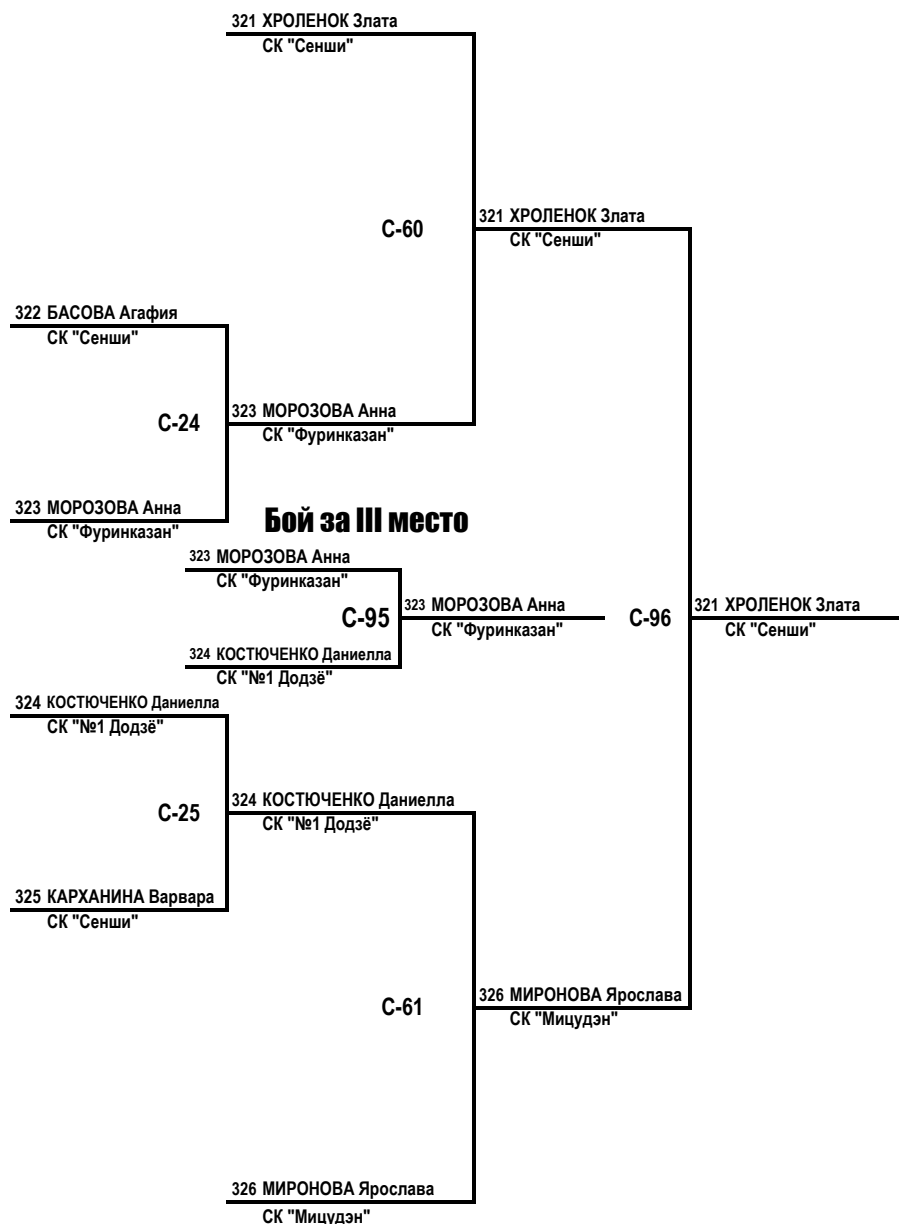 321 ХРОЛЕНОК Злата
СК "Сенши"
С-60
321 ХРОЛЕНОК Злата
СК "Сенши"
322 БАСОВА Агафия
СК "Сенши"
С-24
323 МОРОЗОВА Анна
СК "Фуринказан"
323 МОРОЗОВА Анна
СК "Фуринказан"
Бой за III место
323 МОРОЗОВА Анна
СК "Фуринказан"
С-95
323 МОРОЗОВА Анна
СК "Фуринказан"
С-96
321 ХРОЛЕНОК Злата
СК "Сенши"
324 КОСТЮЧЕНКО Даниелла
СК "№1 Додзё"
324 КОСТЮЧЕНКО Даниелла
СК "№1 Додзё"
С-25
324 КОСТЮЧЕНКО Даниелла
СК "№1 Додзё"
325 КАРХАНИНА Варвара
СК "Сенши"
С-61
326 МИРОНОВА Ярослава
СК "Мицудэн"
326 МИРОНОВА Ярослава
СК "Мицудэн"